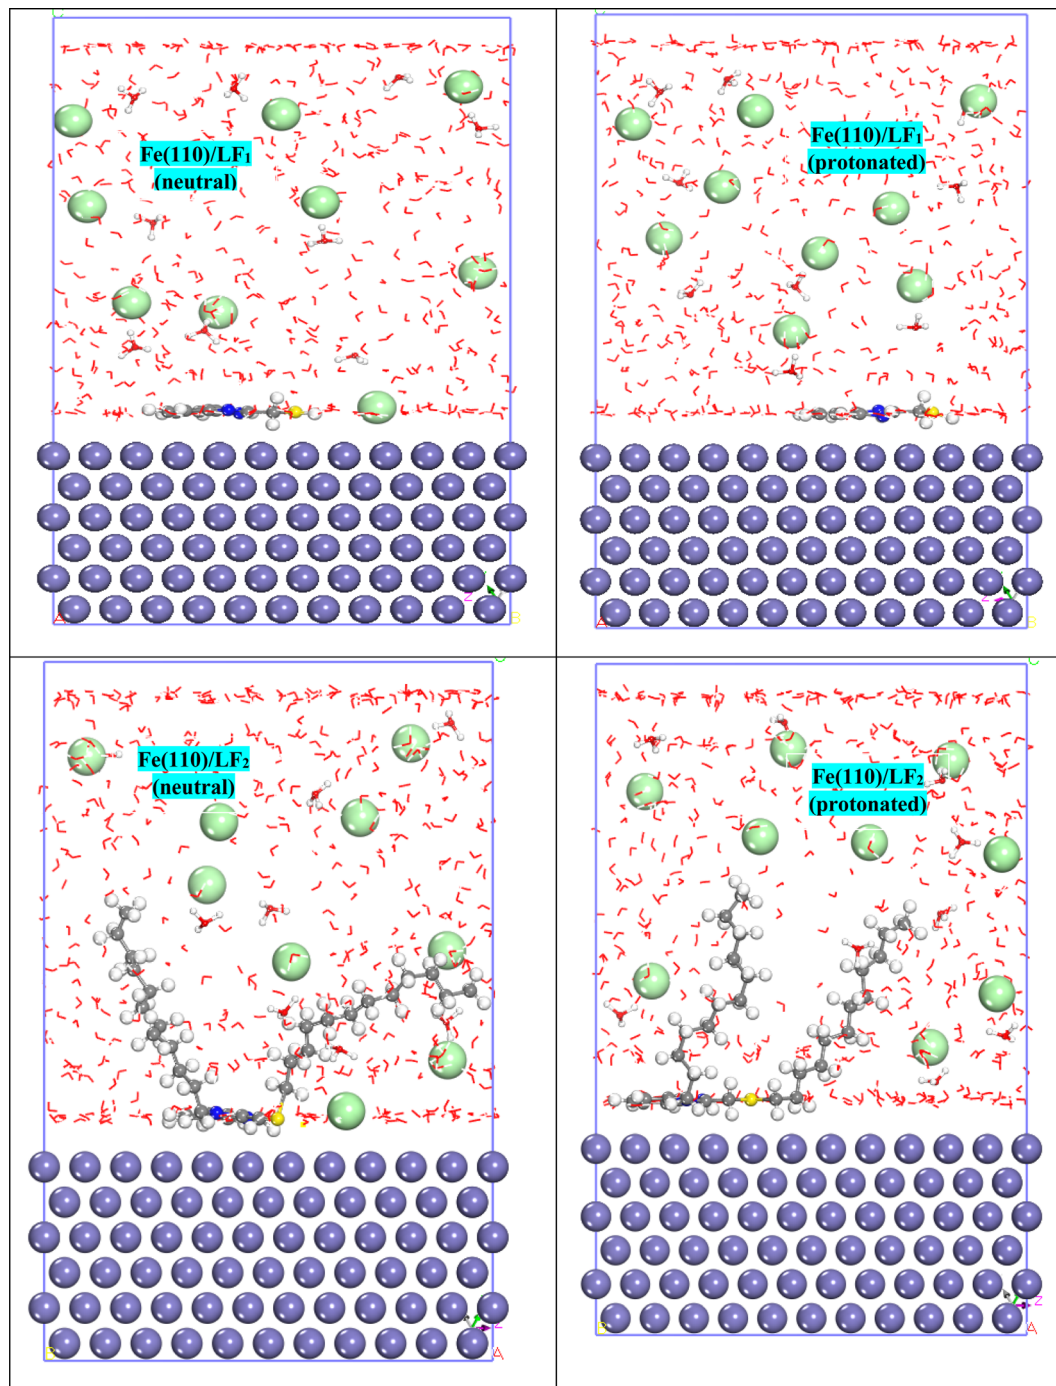 C
Fe(110)/LF₁
(neutral)
Z
A
B
Fe(110)/LF₁
(protonated)
Z
A
B
Fe(110)/LF₂
(neutral)
Z
B
A
Fe(110)/LF₂
(protonated)
Z
B
A